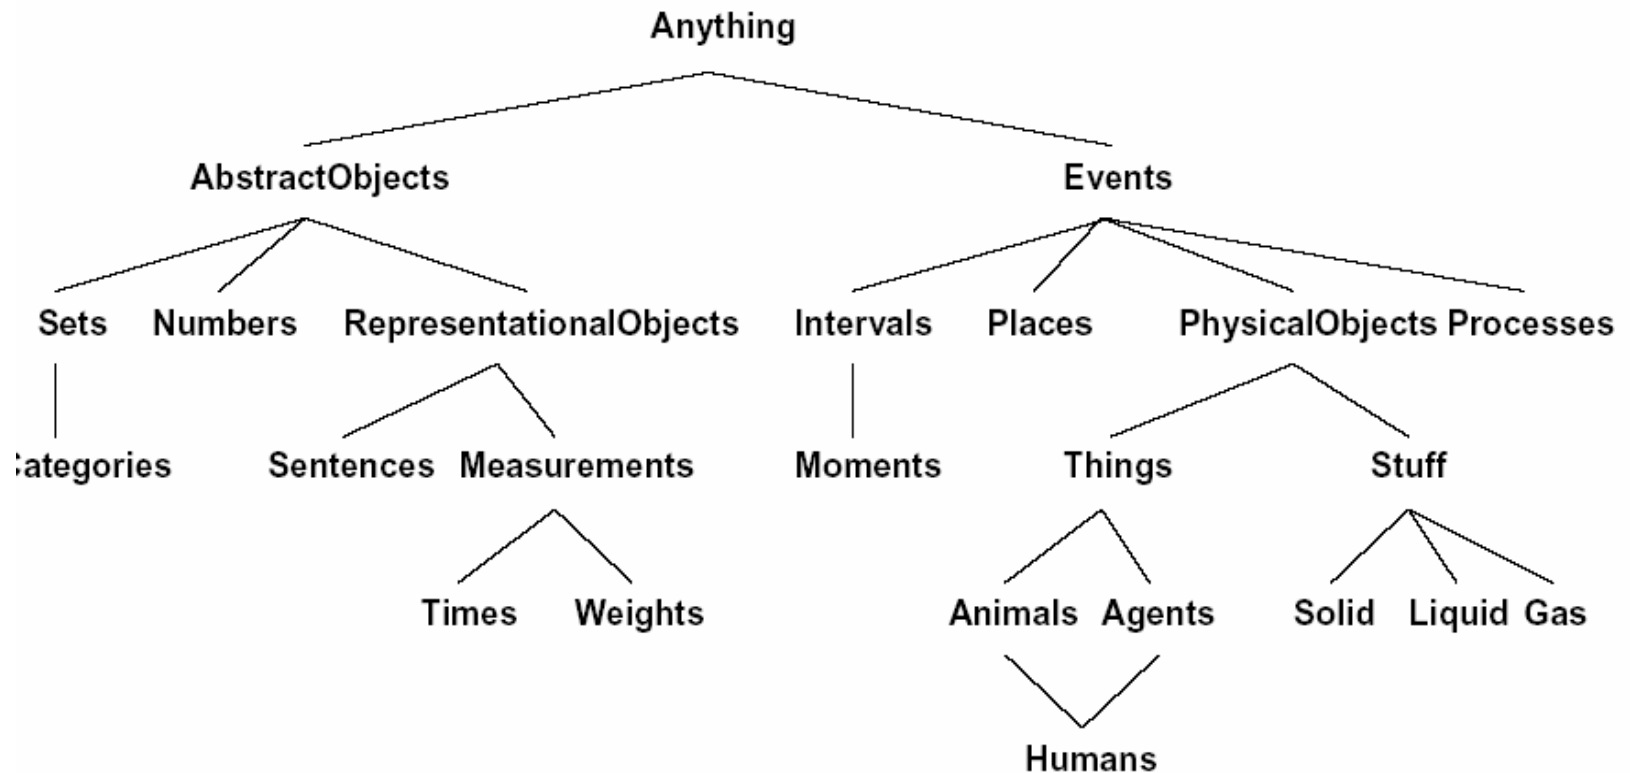 Anything
AbstractObjects Events
Sets Numbers RepresentationalObjects Intervals Places PhysicalObjects Processes
ategories Sentences Measurements Moments Things Stuff
Times Weights Animals Agents Solid Liquid Gas
Humans